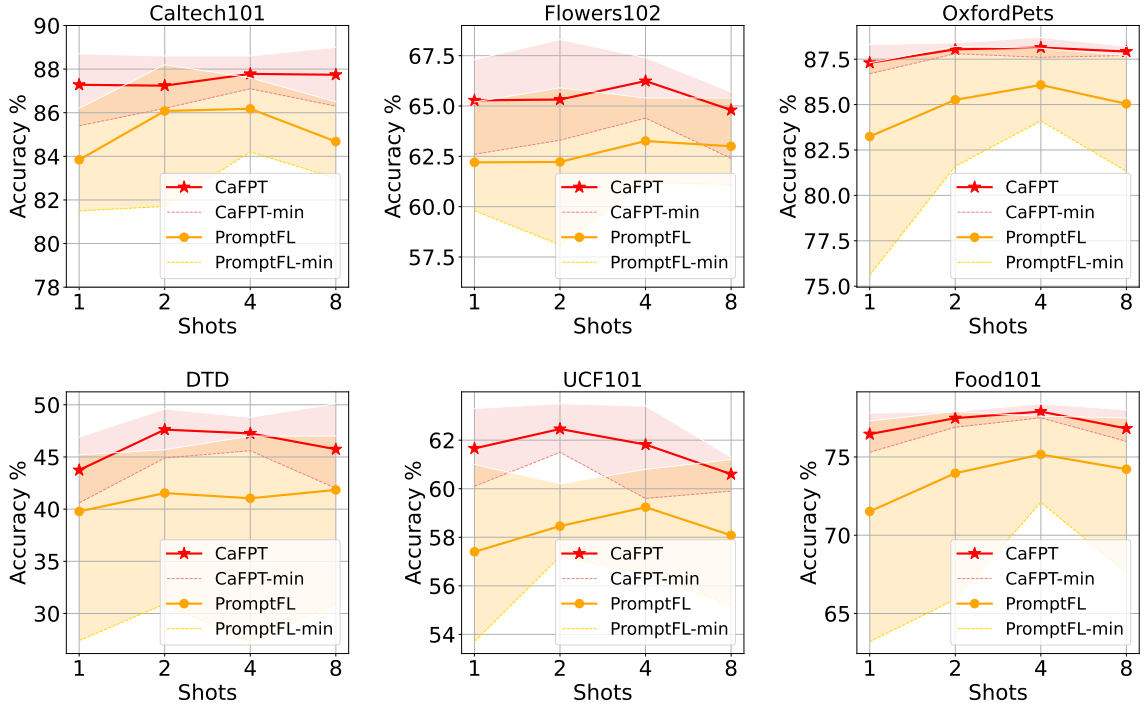 Caltech101
Accuracy %
90
88
86
84
82
80
78
CaFPT
CaFPT-min
PromptFL
PromptFL-min
1 2 4 8
Shots
Flowers102
Accuracy %
67.5
65.0
62.5
60.0
57.5
CaFPT
CaFPT-min
PromptFL
PromptFL-min
1 2 4 8
Shots
OxfordPets
Accuracy %
87.5
85.0
82.5
80.0
77.5
75.0
CaFPT
CaFPT-min
PromptFL
PromptFL-min
1 2 4 8
Shots
DTD
Accuracy %
50
45
40
35
30
CaFPT
CaFPT-min
PromptFL
PromptFL-min
1 2 4 8
Shots
UCF101
Accuracy %
62
60
58
56
54
CaFPT
CaFPT-min
PromptFL
PromptFL-min
1 2 4 8
Shots
Food101
Accuracy %
75
70
65
CaFPT
CaFPT-min
PromptFL
PromptFL-min
1 2 4 8
Shots